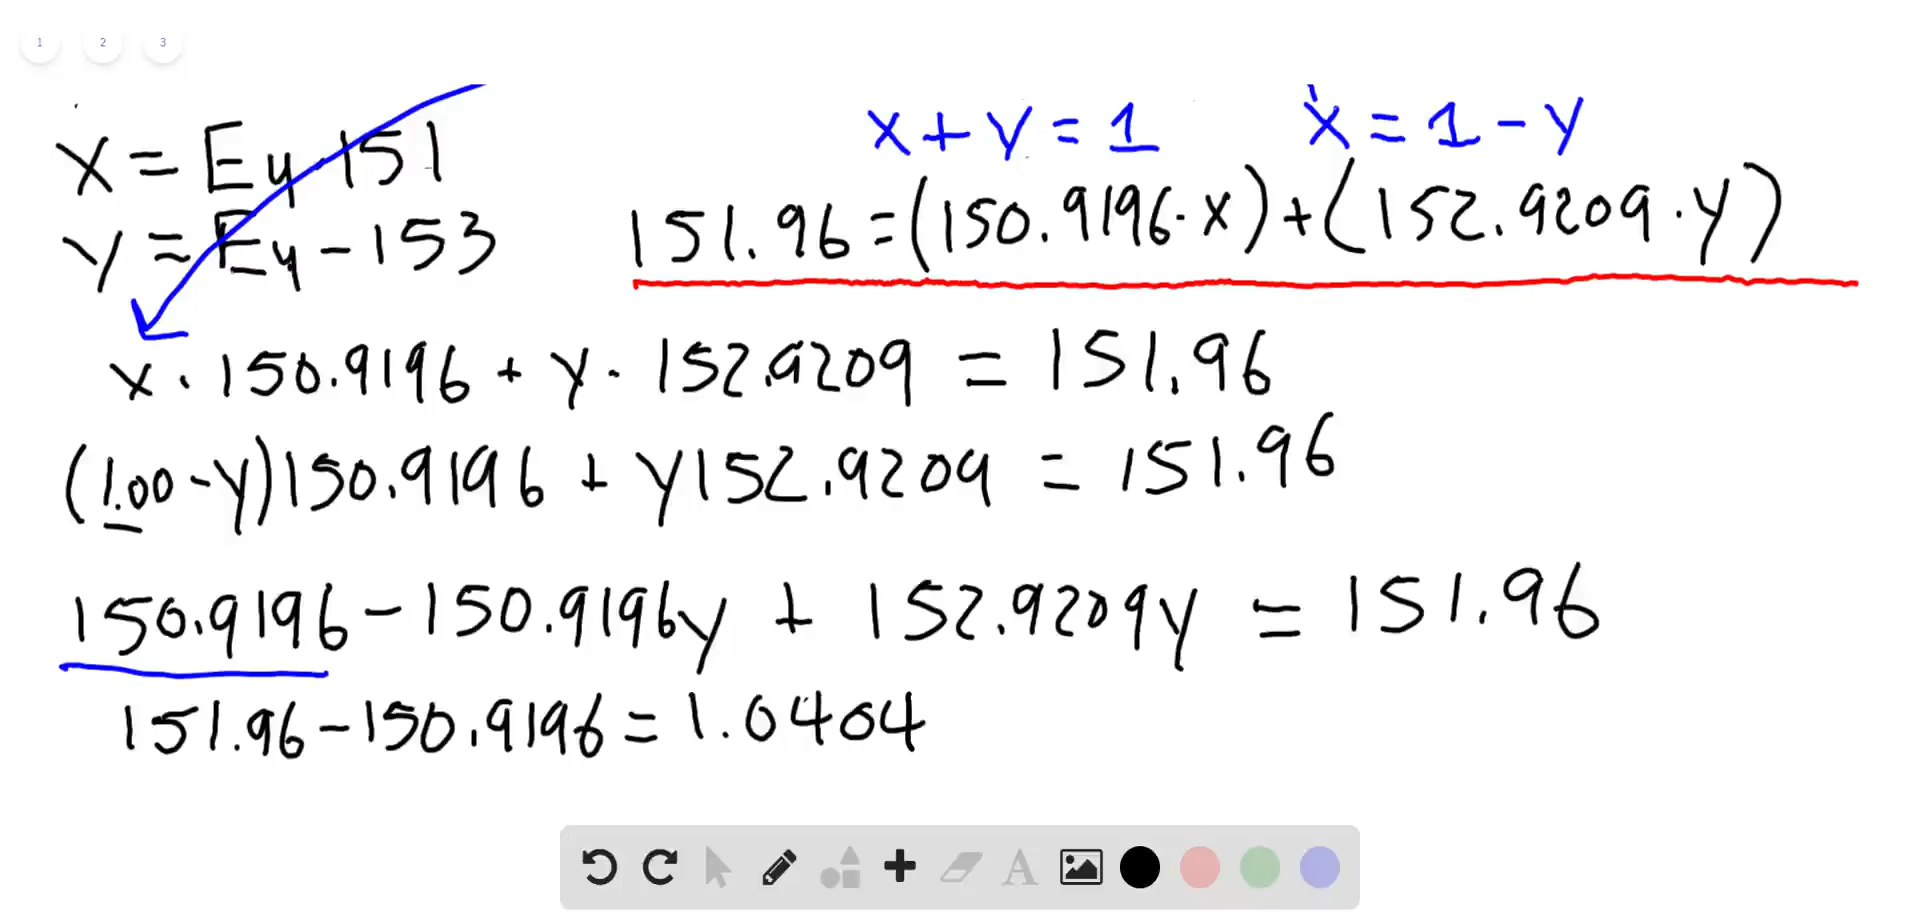 1 2 3
x + y = 1 x = 1 - y
x = Eu-151
y = Eu-153
151.96 = (150.9196·x) + (152.9209·y)
x·150.9196 + y·152.9209 = 151.96
(1.00-y)150.9196 + y152.9209 = 151.96
150.9196 - 150.9196y + 152.9209y = 151.96
151.96 - 150.9196 = 1.0404
A